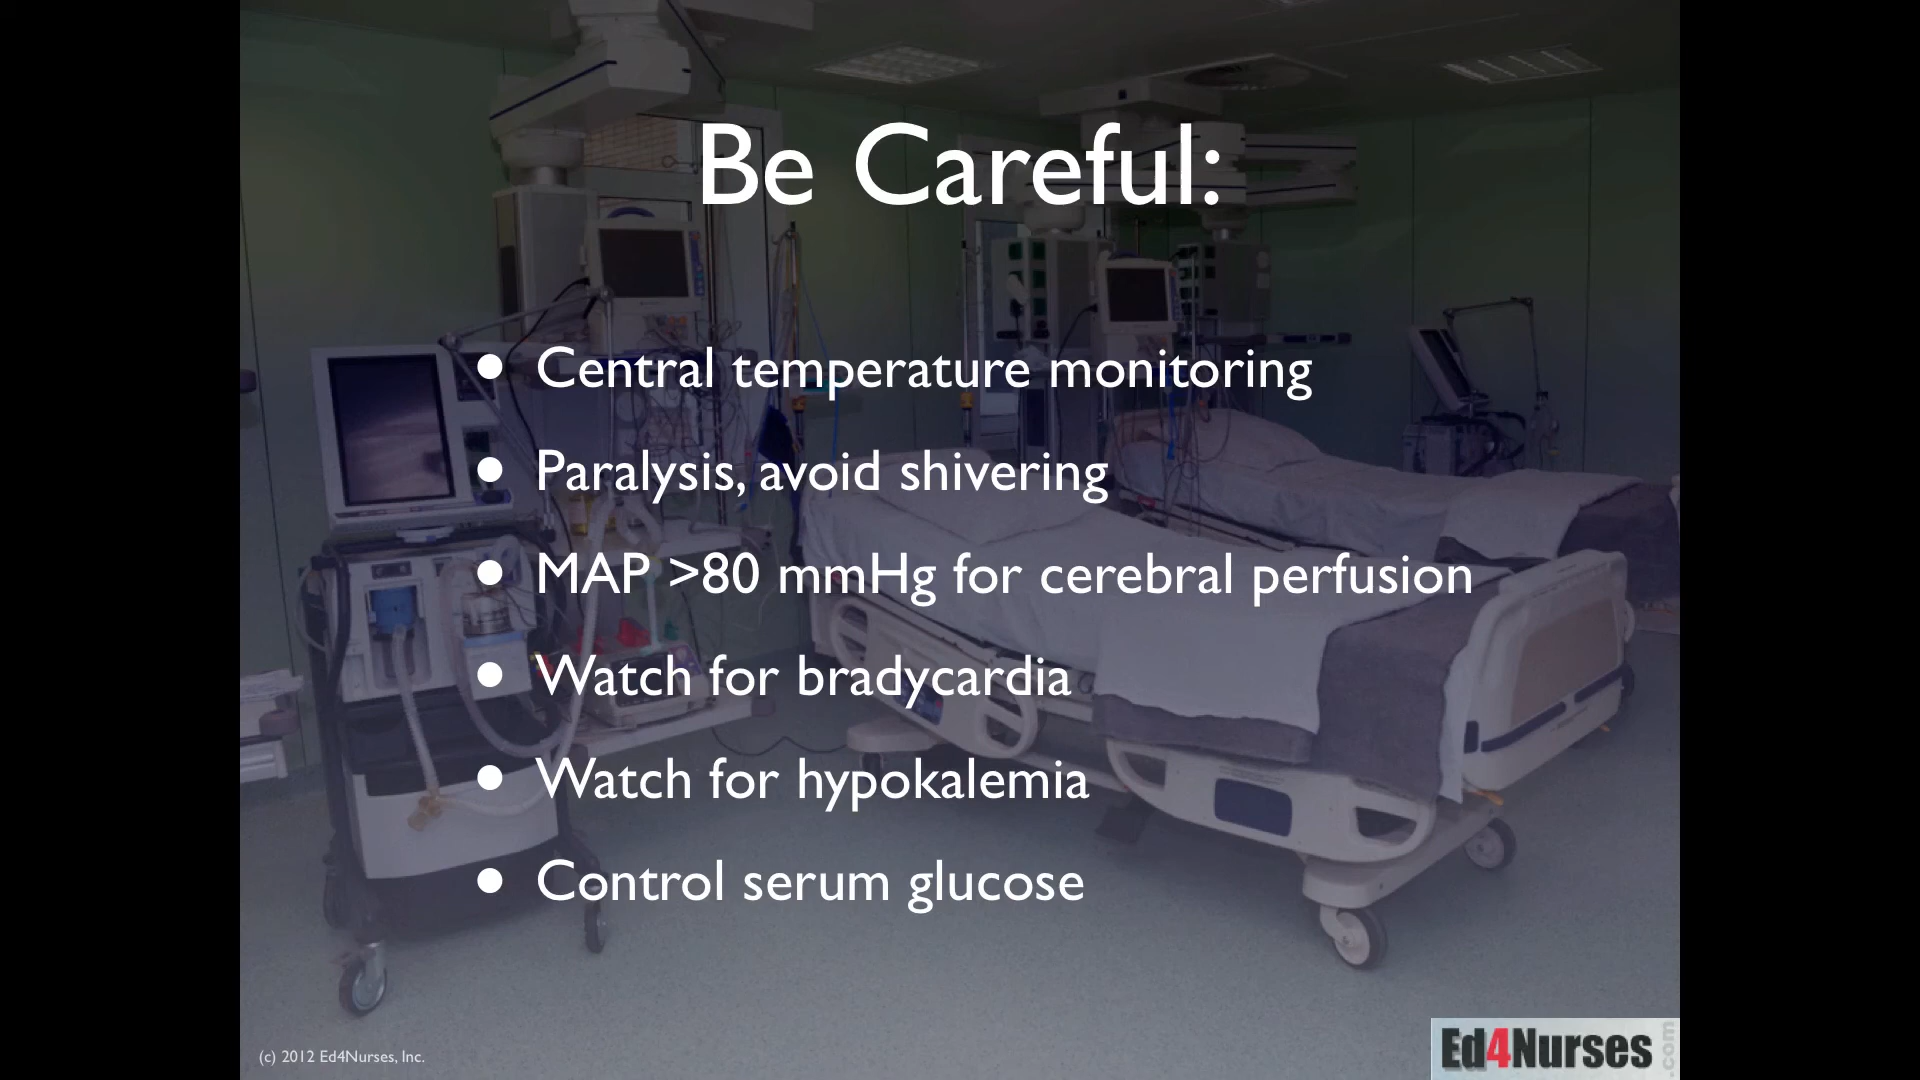 Be Careful:
• Central temperature monitoring
• Paralysis, avoid shivering
• MAP >80 mmHg for cerebral perfusion
• Watch for bradycardia
• Watch for hypokalemia
• Control serum glucose
(c) 2012 Ed4Nurses, Inc.
Ed4Nurses.com